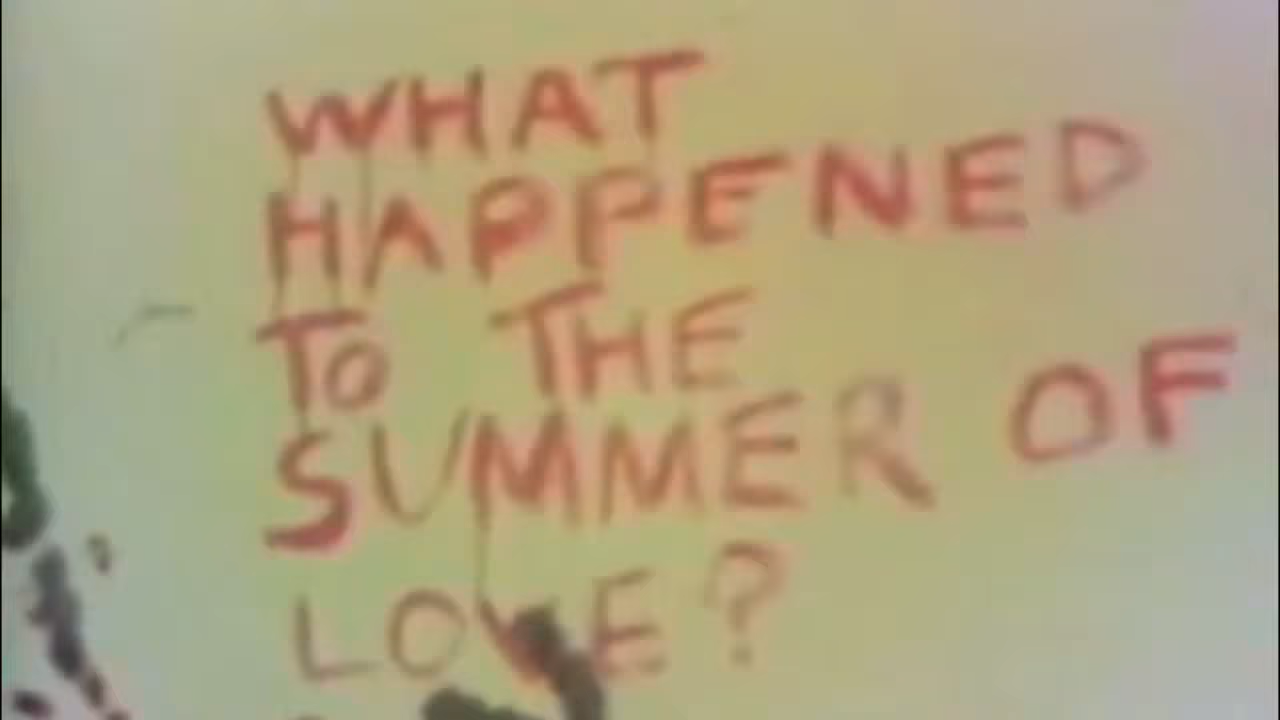 WHAT
HAPPENED
TO THE
SUMMER OF
LOVE?